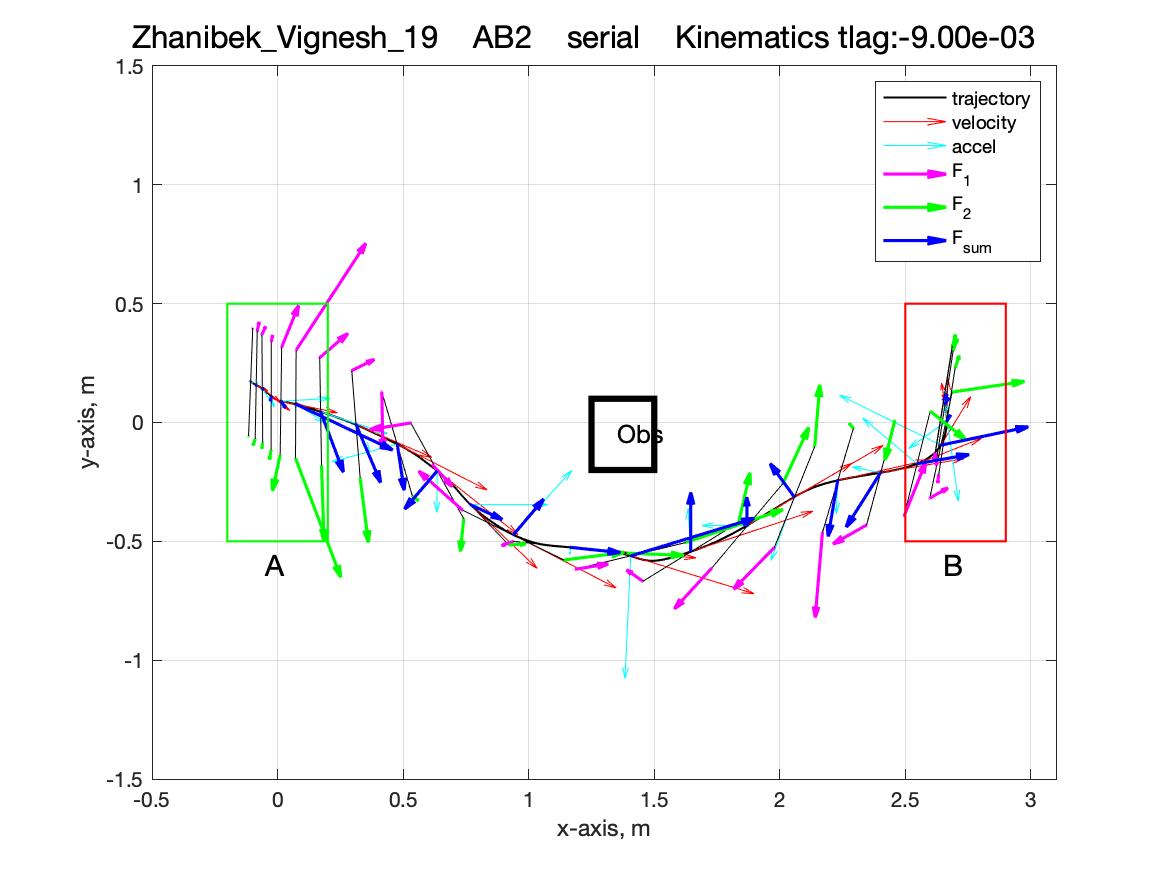 Zhanibek_Vignesh_19 AB2 serial Kinematics tlag:-9.00e-03
1.5
1
0.5
0
-0.5
-1
-1.5
y-axis, m
trajectory
velocity
accel
F1
F2
Fsum
Obs
A
B
-0.5 0 0.5 1 1.5 2 2.5 3
x-axis, m